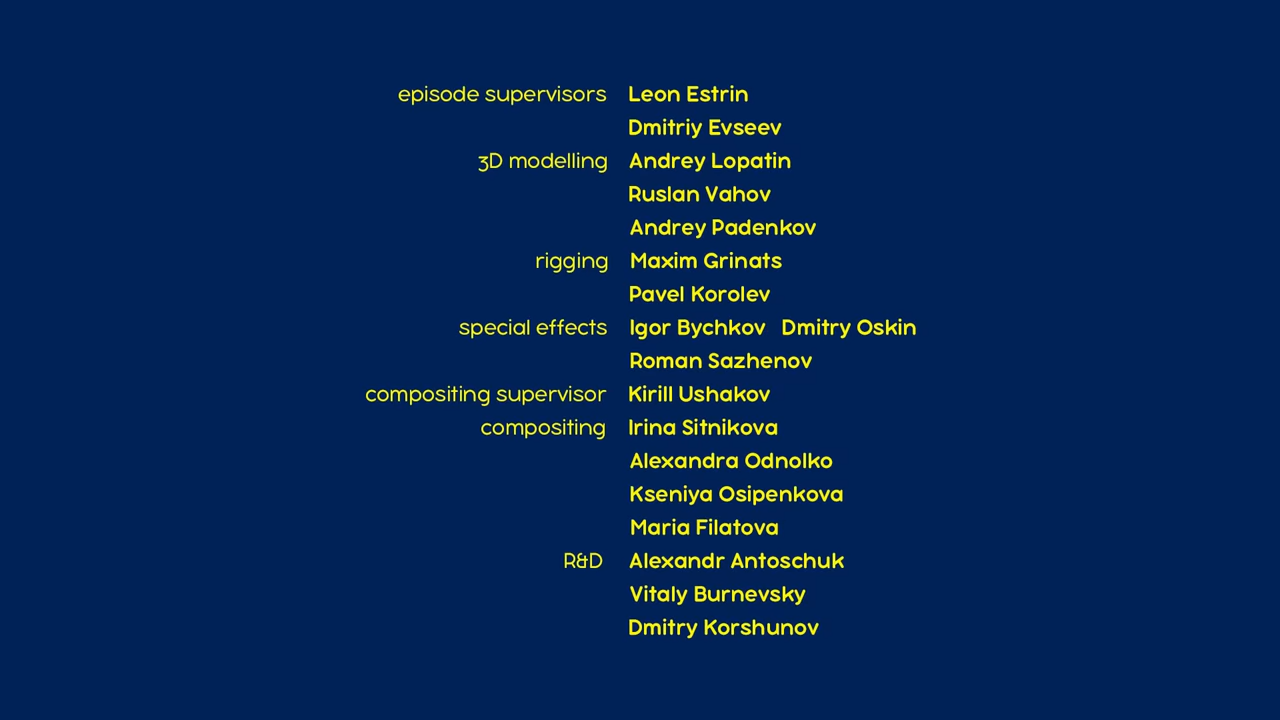 episode supervisors Leon Estrin
Dmitriy Evseev
3D modelling Andrey Lopatin
Ruslan Vahov
Andrey Padenkov
rigging Maxim Grinats
Pavel Korolev
special effects Igor Bychkov Dmitry Oskin
Roman Sazhenov
compositing supervisor Kirill Ushakov
compositing Irina Sitnikova
Alexandra Odnolko
Kseniya Osipenkova
Maria Filatova
R&D Alexandr Antoschuk
Vitaly Burnevsky
Dmitry Korshunov